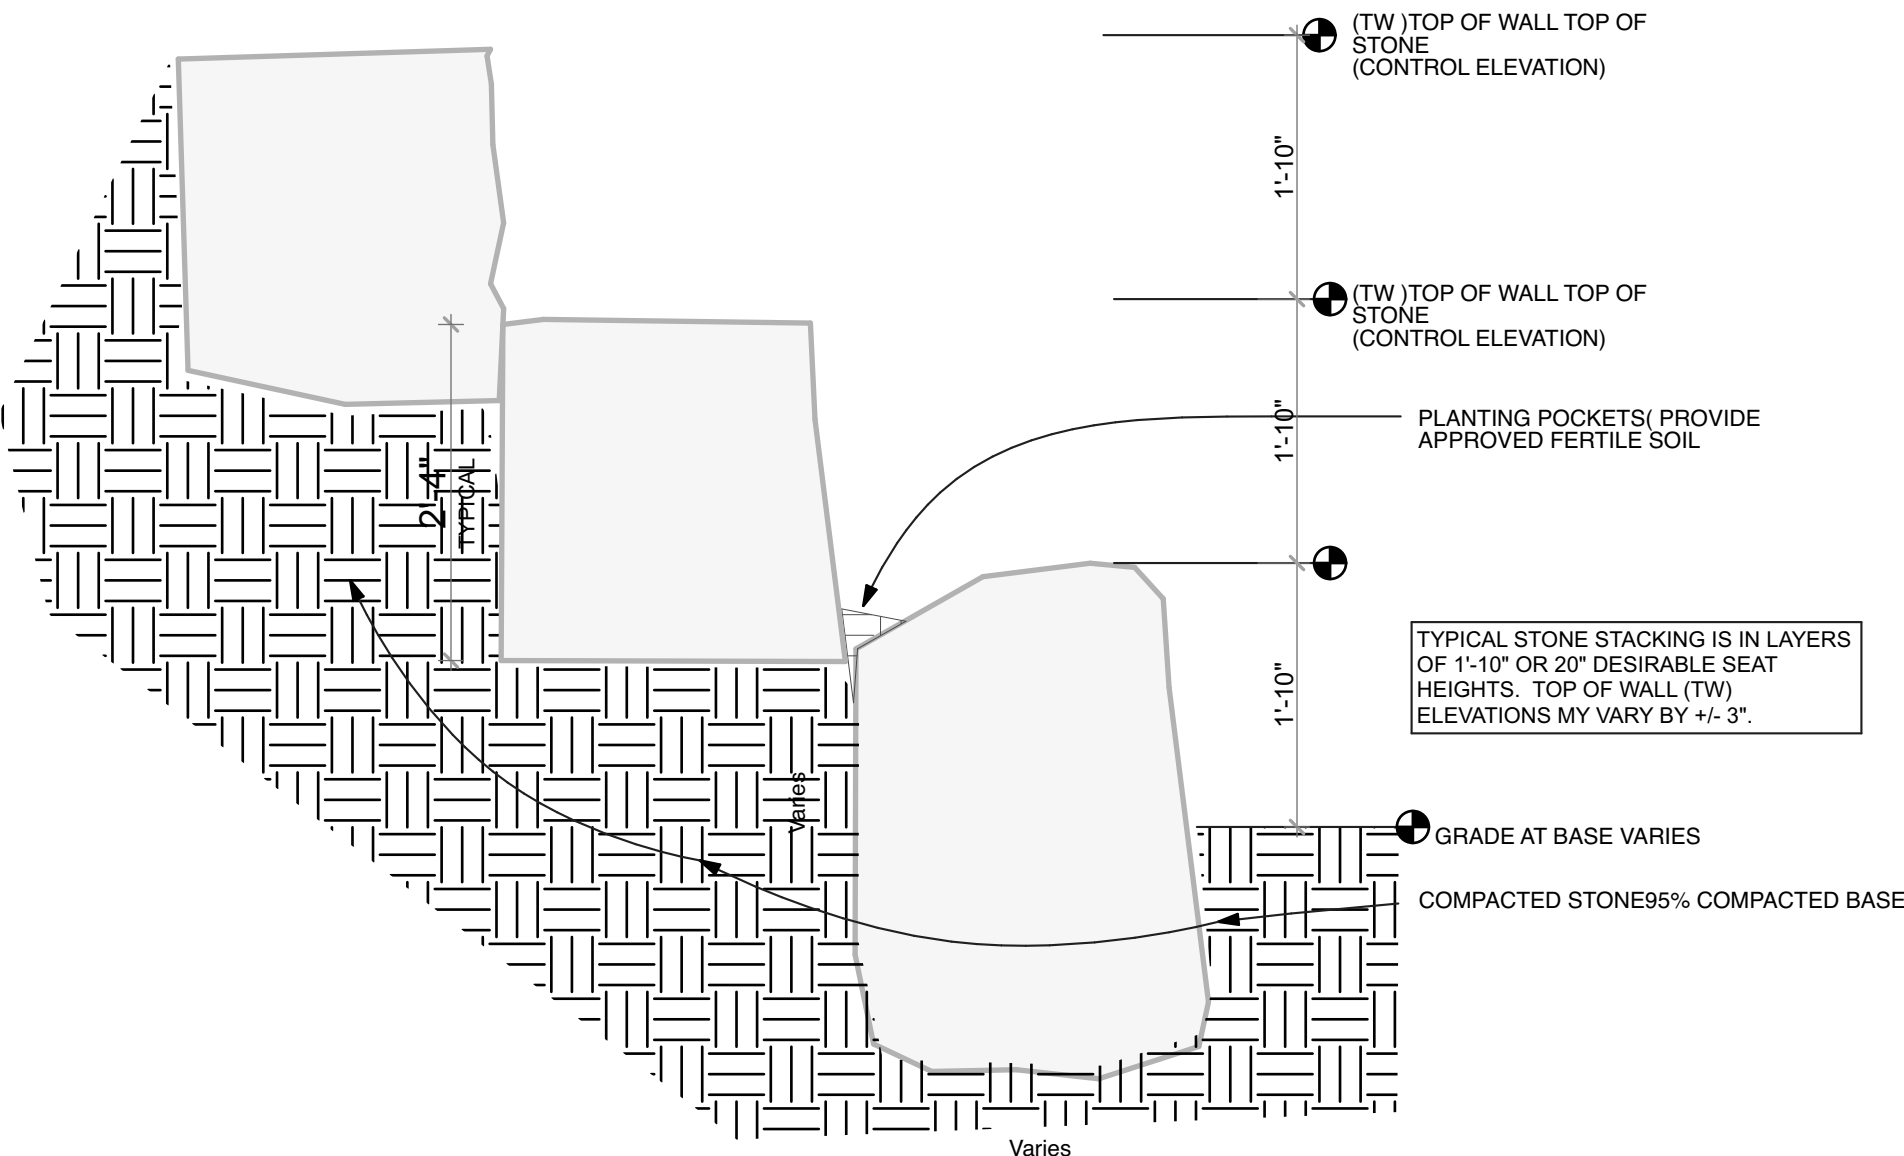 (TW )TOP OF WALL TOP OF
STONE
(CONTROL ELEVATION)
1'-10"
(TW )TOP OF WALL TOP OF
STONE
(CONTROL ELEVATION)
1'-10"
PLANTING POCKETS( PROVIDE
APPROVED FERTILE SOIL
2'-4"
TYPICAL
1'-10"
TYPICAL STONE STACKING IS IN LAYERS
OF 1'-10" OR 20" DESIRABLE SEAT
HEIGHTS.  TOP OF WALL (TW)
ELEVATIONS MY VARY BY +/- 3".
Varies
GRADE AT BASE VARIES
COMPACTED STONE95% COMPACTED BASE
Varies